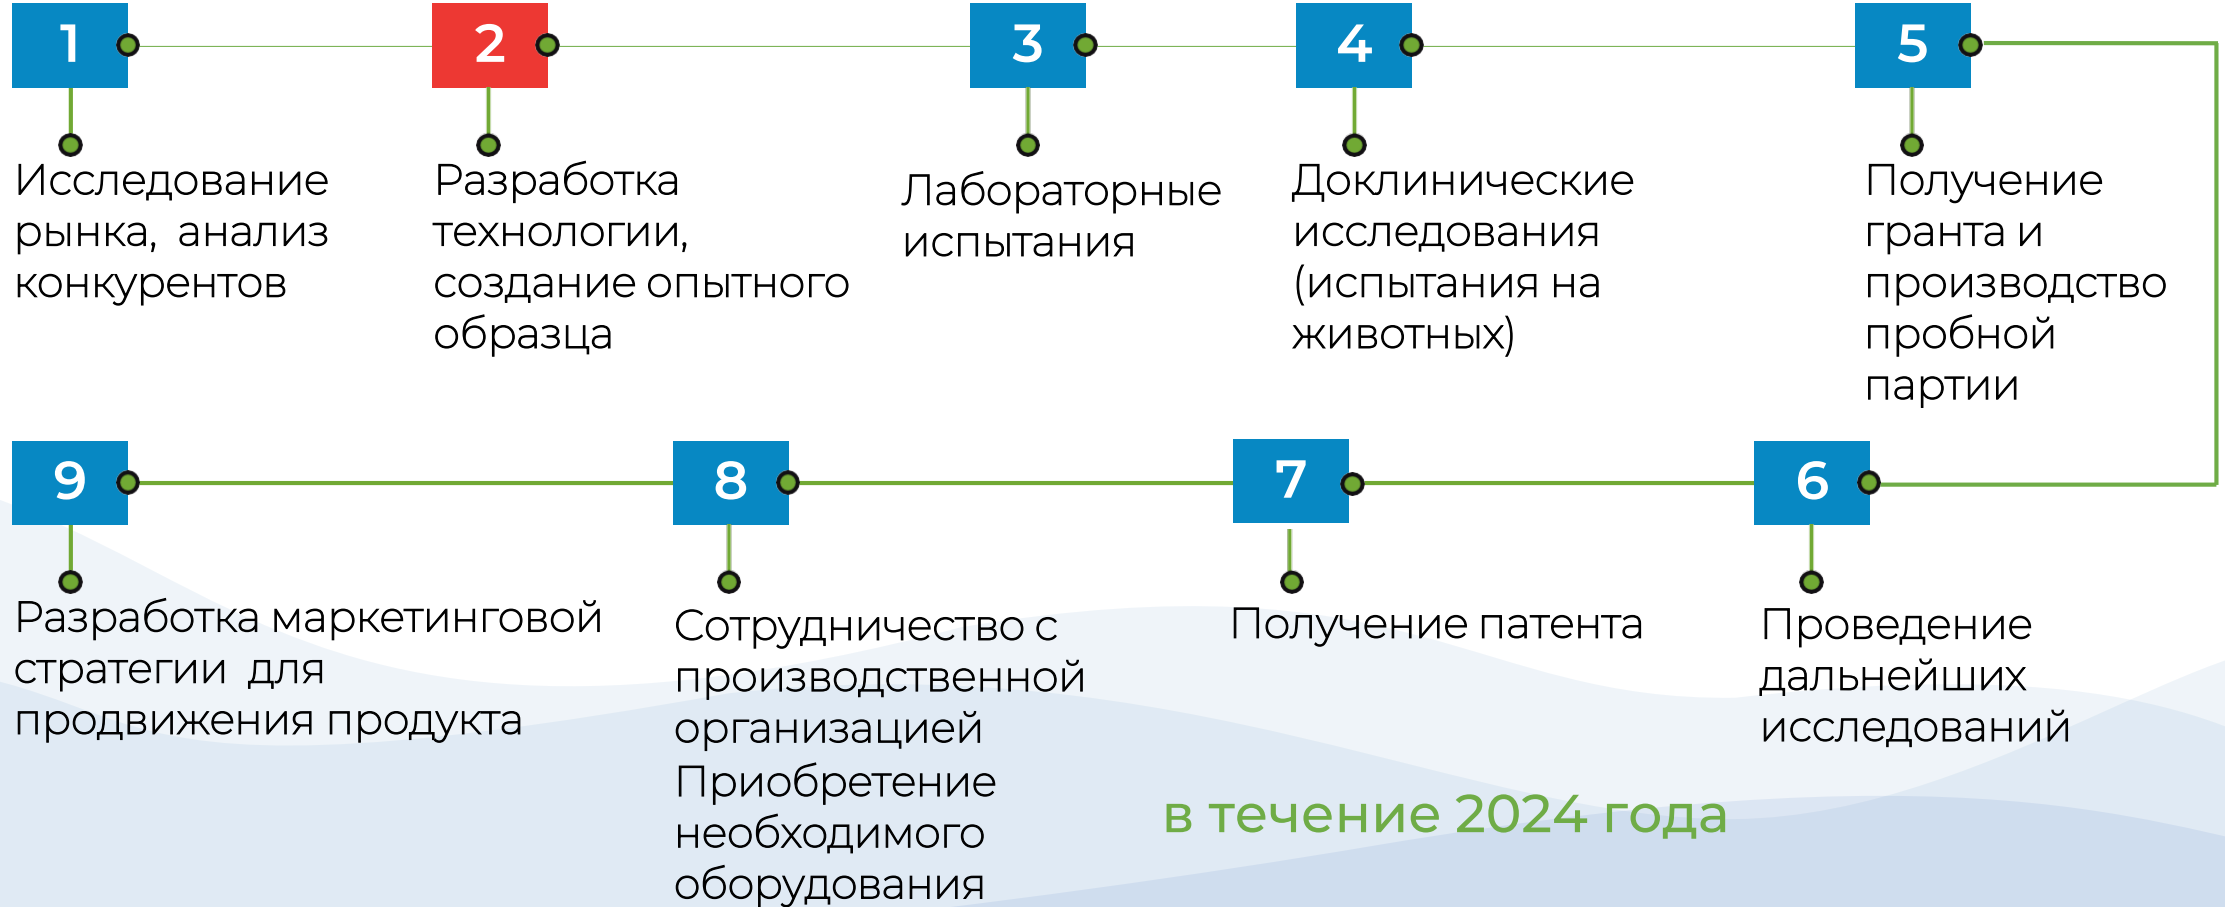 1
2
3
4
5
Исследование
рынка,  анализ
конкурентов
Разработка
технологии,
создание опытного
образца
Лабораторные
испытания
Доклинические
исследования
(испытания на
животных)
Получение
гранта и
производство
пробной
партии
9
8
7
6
Разработка маркетинговой
стратегии  для
продвижения продукта
Сотрудничество с
производственной
организацией
Приобретение
необходимого
оборудования
Получение патента
Проведение
дальнейших
исследований
в течение 2024 года